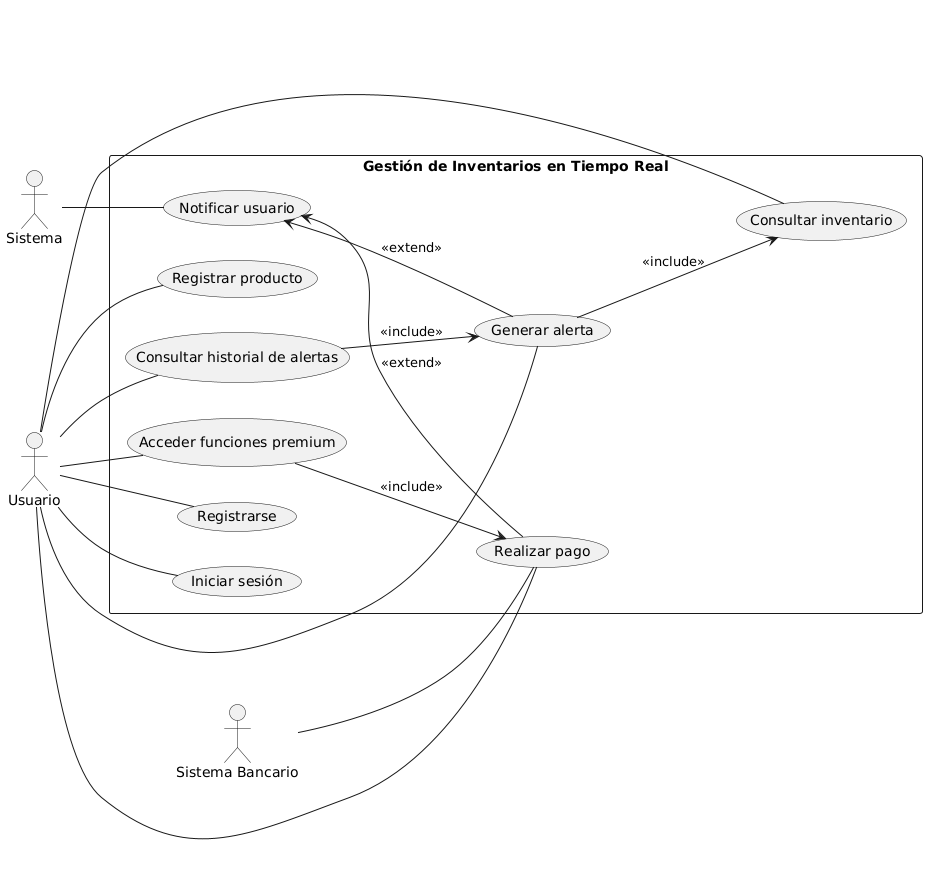 Gestión de Inventarios en Tiempo Real
Sistema
Notificar usuario
Consultar inventario
«extend»
«include»
Registrar producto
Generar alerta
«include»
Consultar historial de alertas
«extend»
Acceder funciones premium
Usuario
«include»
Registrarse
Realizar pago
Iniciar sesión
Sistema Bancario